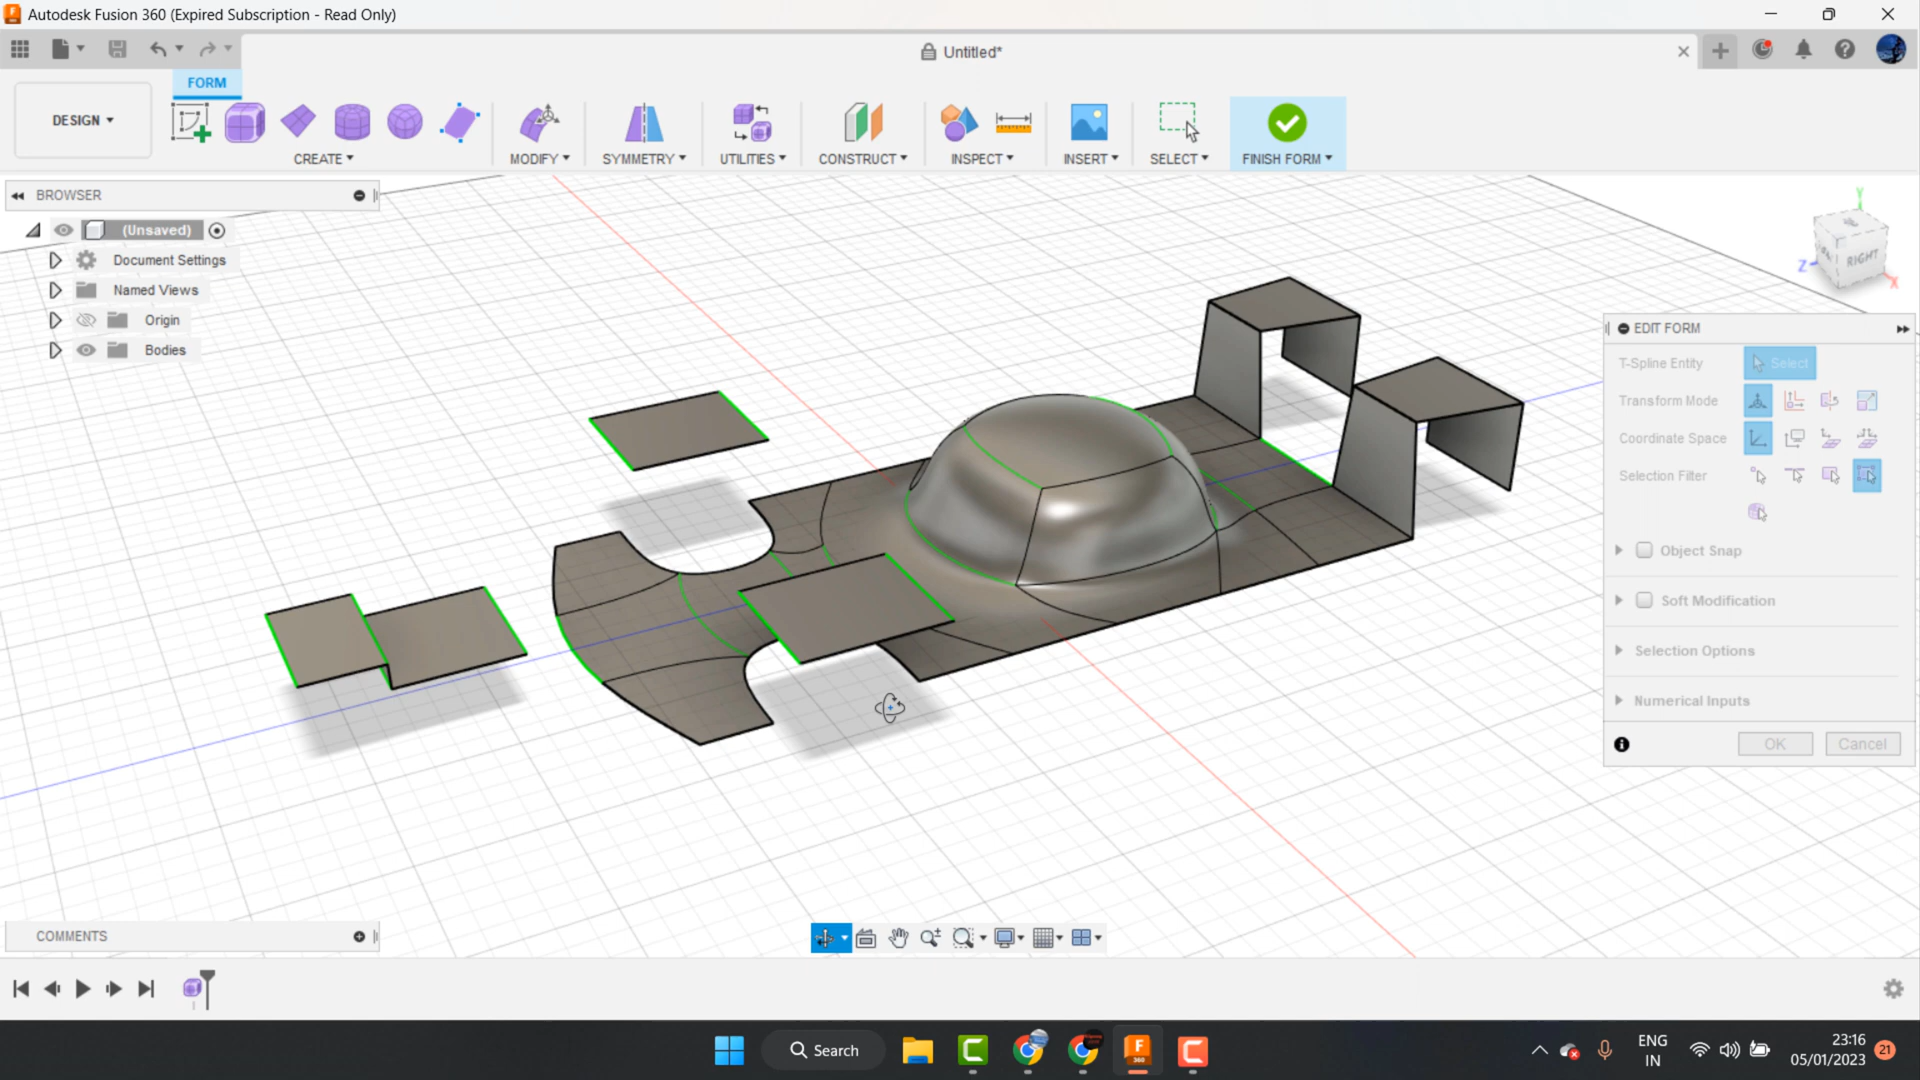 Autodesk Fusion 360 (Expired Subscription - Read Only)
Untitled*
FORM
DESIGN
CREATE
MODIFY
SYMMETRY
UTILITIES
CONSTRUCT
INSPECT
INSERT
SELECT
FINISH FORM
BROWSER
(Unsaved)
Document Settings
Named Views
Origin
Bodies
Y
Z
X
RIGHT
EDIT FORM
T-Spline Entity
Select
Transform Mode
Coordinate Space
Selection Filter
Object Snap
Soft Modification
Selection Options
Numerical Inputs
OK
Cancel
COMMENTS
Search
F
360
ENG
IN
23:16
05/01/2023
21